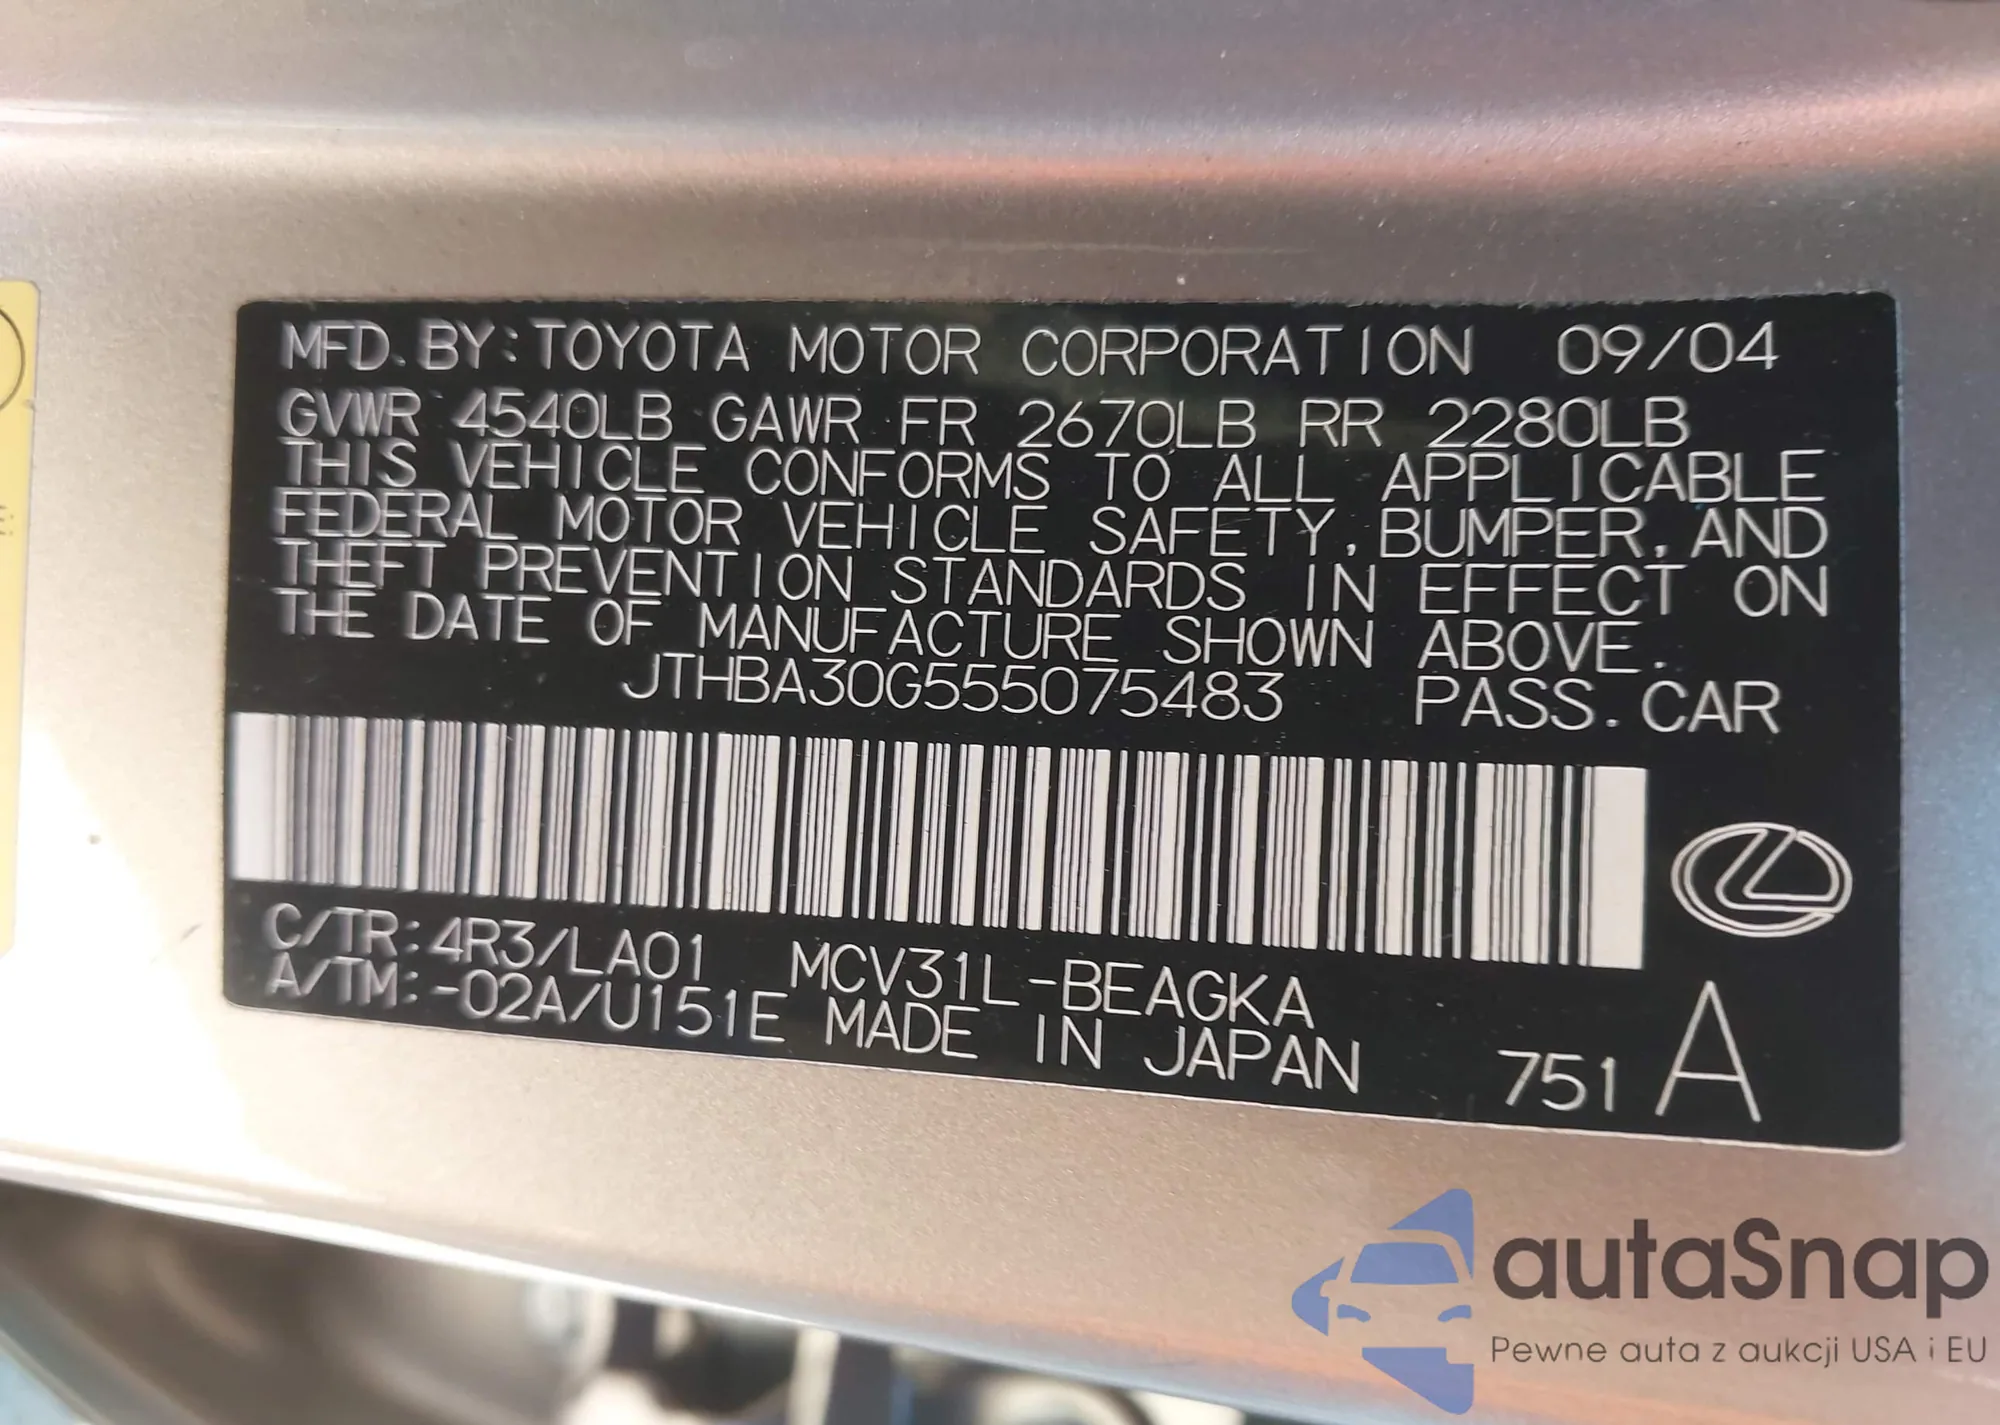 MFD. BY: TOYOTA MOTOR CORPORATION 09/04
GVWR 4540LB GAWR FR 2670LB RR 2280LB
THIS VEHICLE CONFORMS TO ALL APPLICABLE
FEDERAL MOTOR VEHICLE SAFETY, BUMPER, AND
THEFT PREVENTION STANDARDS IN EFFECT ON
THE DATE OF MANUFACTURE SHOWN ABOVE.
JTHBA30G555075483 PASS. CAR
C/TR: 4R3/LA01 MCV31L-BEAGKA
A/TM: -02A/U151E MADE IN JAPAN 751 A
autaSnap
Pewne auta z aukcji USA i EU